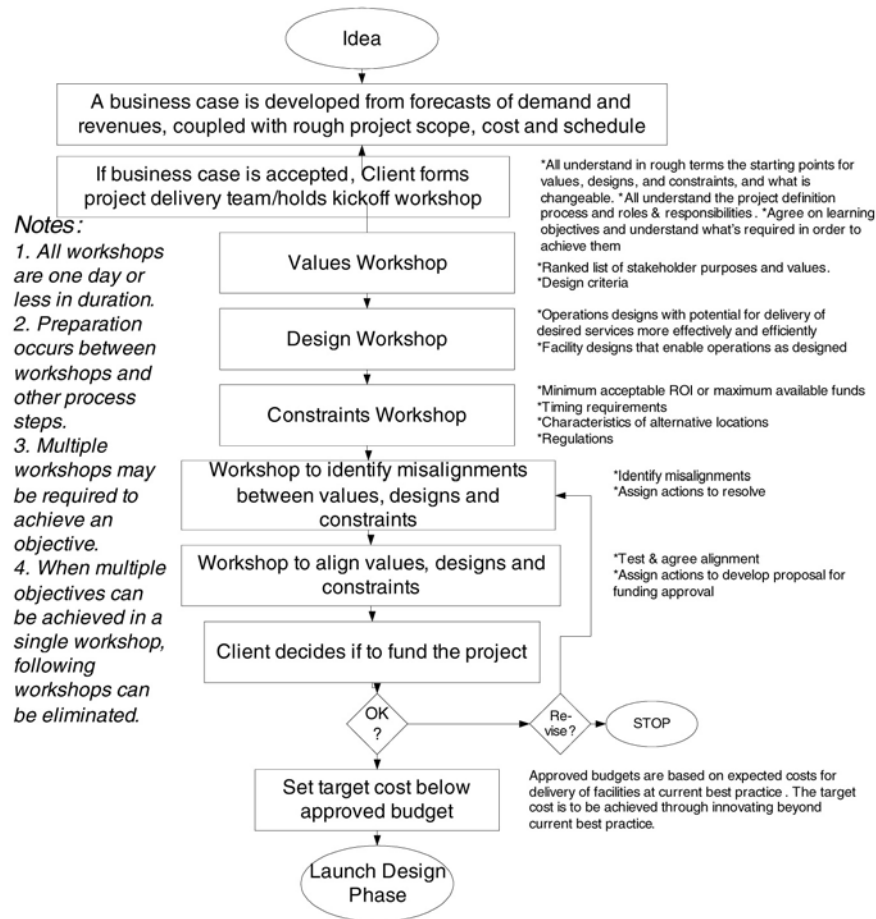 Idea
A business case is developed from forecasts of demand and
revenues, coupled with rough project scope, cost and schedule
If business case is accepted, Client forms
project delivery team/holds kickoff workshop
*All understand in rough terms the starting points for
values, designs, and constraints, and what is
changeable. *All understand the project definition
process and roles & responsibilities . *Agree on learning
objectives and understand what's required in order to
achieve them
Notes:
1. All workshops
are one day or
less in duration.
2. Preparation
occurs between
workshops and
other process
steps.
3. Multiple
workshops may
be required to
achieve an
objective.
4. When multiple
objectives can
be achieved in a
single workshop,
following
workshops can
be eliminated.
Values Workshop
*Ranked list of stakeholder purposes and values.
*Design criteria
Design Workshop
*Operations designs with potential for delivery of
desired services more effectively and efficiently
*Facility designs that enable operations as designed
Constraints Workshop
*Minimum acceptable ROI or maximum available funds
*Timing requirements
*Characteristics of alternative locations
*Regulations
Workshop to identify misalignments
between values, designs and
constraints
*Identify misalignments
*Assign actions to resolve
Workshop to align values, designs and
constraints
*Test & agree alignment
*Assign actions to develop proposal for
funding approval
Client decides if to fund the project
OK
?
Re-
vise?
STOP
Set target cost below
approved budget
Approved budgets are based on expected costs for
delivery of facilities at current best practice . The target
cost is to be achieved through innovating beyond
current best practice.
Launch Design
Phase